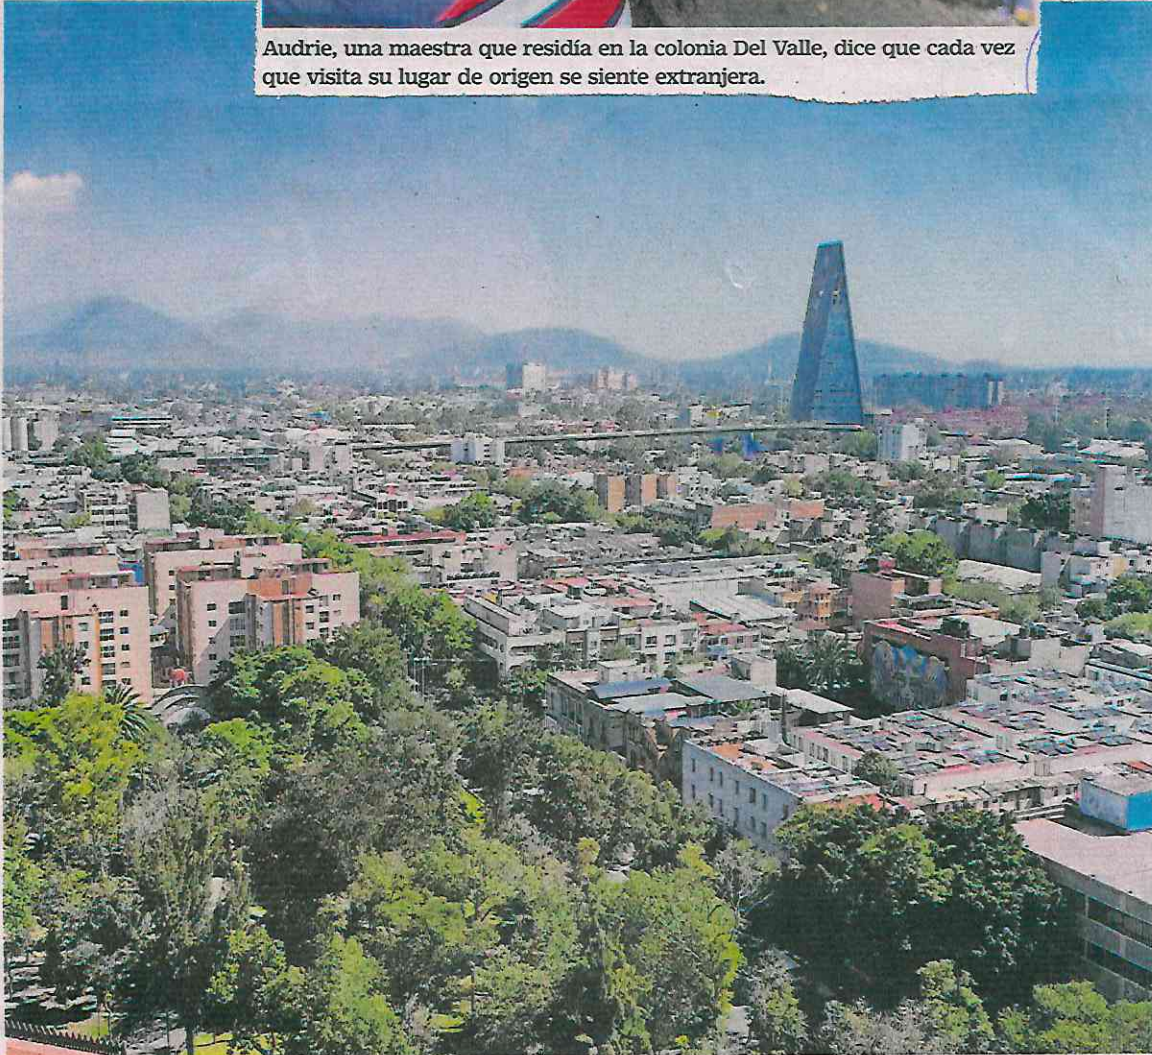 Audrie, una maestra que residía en la colonia Del Valle, dice que cada vez
que visita su lugar de origen se siente extranjera.